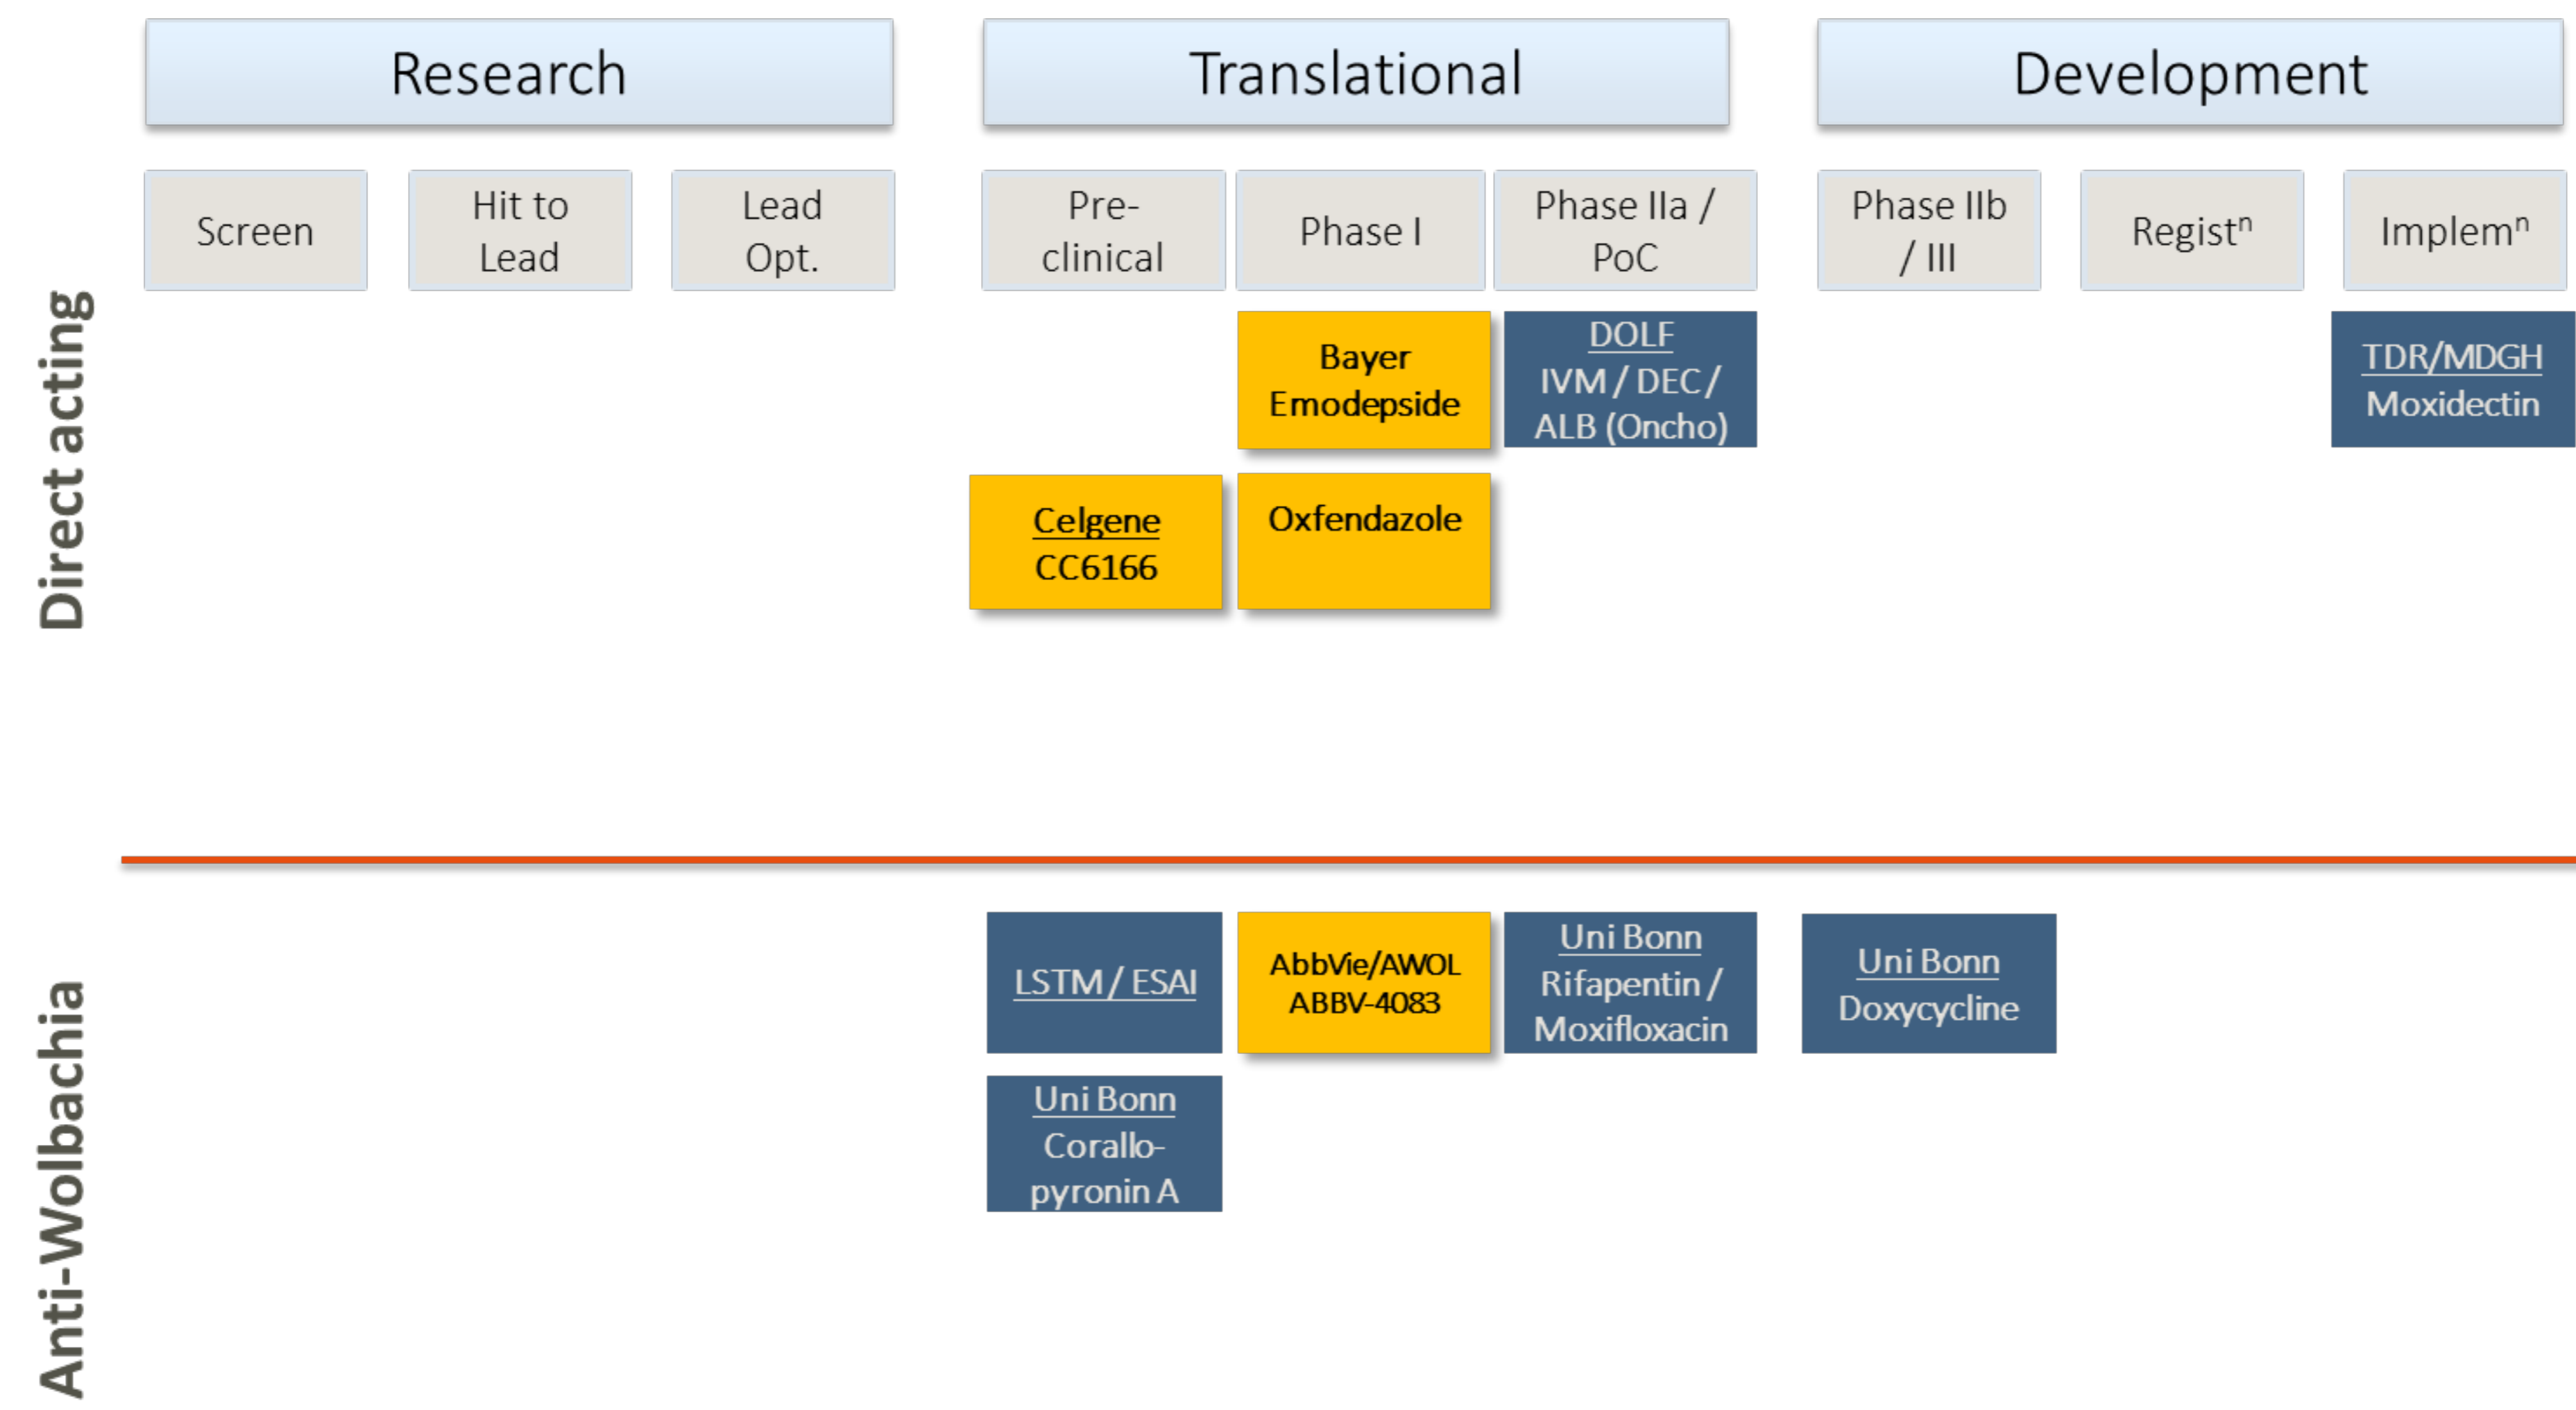 Research
Translational
Development
Screen
Hit to
Lead
Lead
Opt.
Pre-
clinical
Phase I
Phase IIa /
PoC
Phase IIb
/ III
Registⁿ
Implemⁿ
Direct acting
Bayer
Emodepside
DOLF
IVM / DEC /
ALB (Oncho)
TDR/MDGH
Moxidectin
Celgene
CC6166
Oxfendazole
Anti-Wolbachia
LSTM / ESAI
AbbVie/AWOL
ABBV-4083
Uni Bonn
Rifapentin /
Moxifloxacin
Uni Bonn
Doxycycline
Uni Bonn
Corallo-
pyronin A